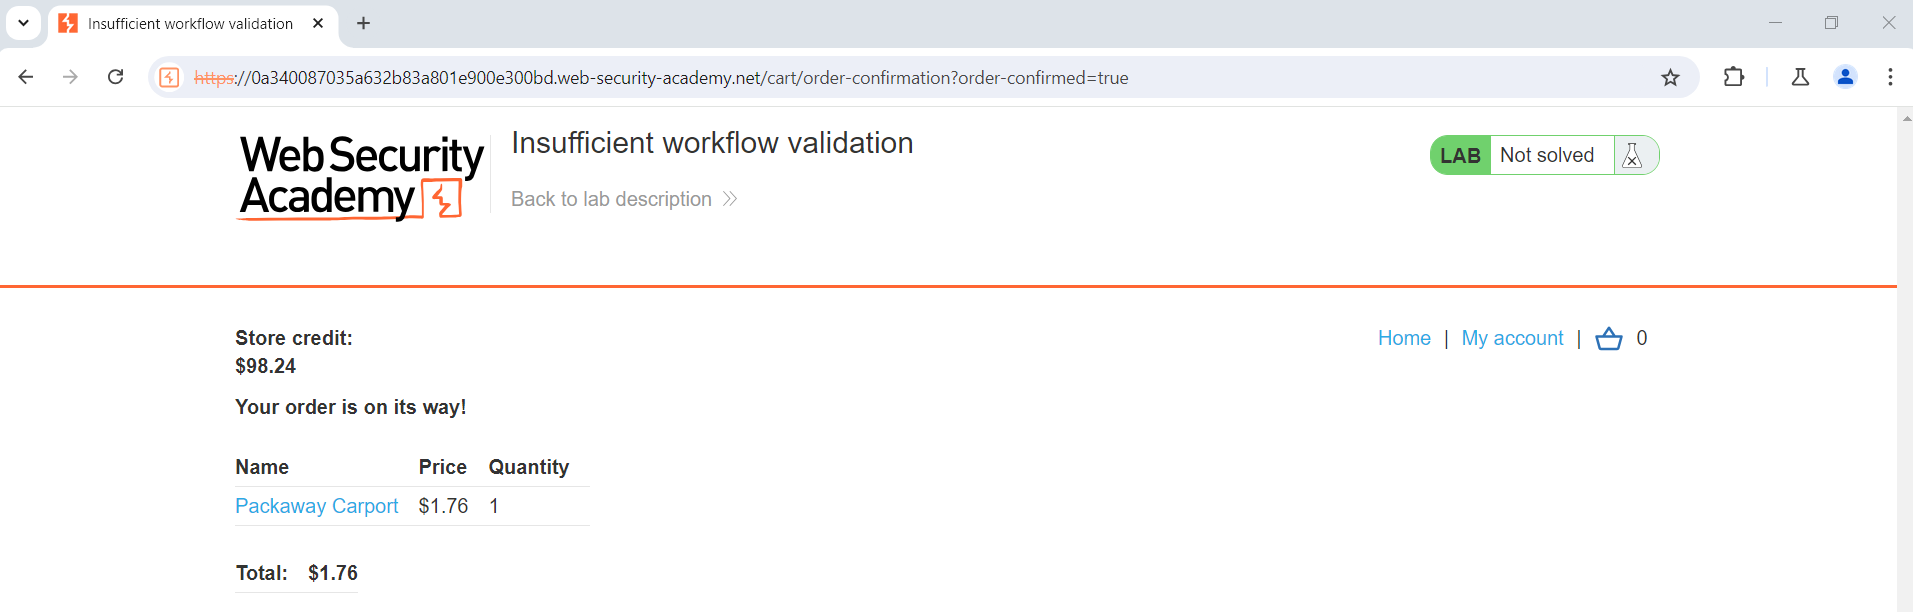 Insufficient workflow validation
https://0a340087035a632b83a801e900e300bd.web-security-academy.net/cart/order-confirmation?order-confirmed=true
Web Security
Academy
Insufficient workflow validation
Back to lab description
LAB Not solved
Store credit:
$98.24
Home | My account | 0
Your order is on its way!
Name Price Quantity
Packaway Carport $1.76 1
Total: $1.76